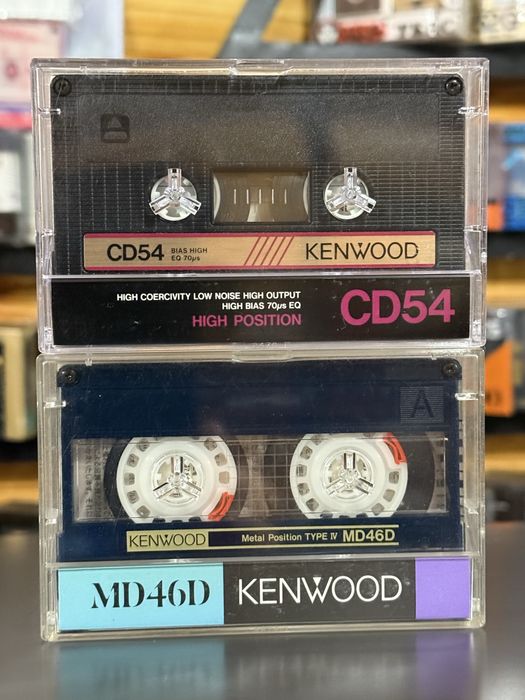 CD54 BIAS HIGH
EQ 70µs
KENWOOD
HIGH COERCIVITY LOW NOISE HIGH OUTPUT
HIGH BIAS 70µs EQ
HIGH POSITION
CD54
A
KENWOOD Metal Position TYPE IV MD46D
MD46D KENWOOD